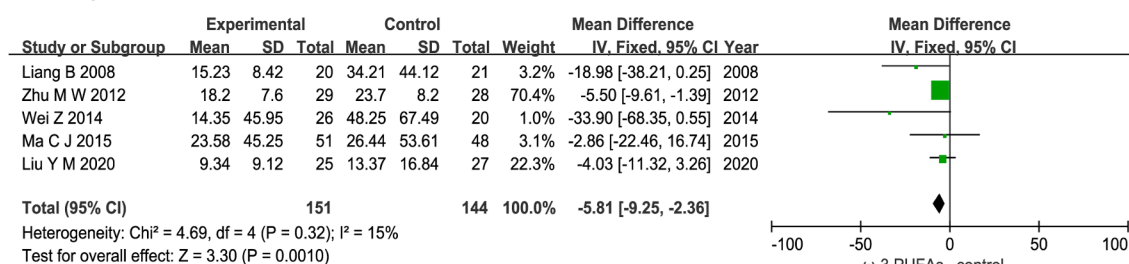 Experimental Control Mean Difference Mean Difference
Study or Subgroup Mean SD Total Mean SD Total Weight IV, Fixed, 95% CI Year IV, Fixed, 95% CI
Liang B 2008 15.23 8.42 20 34.21 44.12 21 3.2% -18.98 [-38.21, 0.25] 2008
Zhu M W 2012 18.2 7.6 29 23.7 8.2 28 70.4% -5.50 [-9.61, -1.39] 2012
Wei Z 2014 14.35 45.95 26 48.25 67.49 20 1.0% -33.90 [-68.35, 0.55] 2014
Ma C J 2015 23.58 45.25 51 26.44 53.61 48 3.1% -2.86 [-22.46, 16.74] 2015
Liu Y M 2020 9.34 9.12 25 13.37 16.84 27 22.3% -4.03 [-11.32, 3.26] 2020
Total (95% CI) 151 144 100.0% -5.81 [-9.25, -2.36]
Heterogeneity: Chi² = 4.69, df = 4 (P = 0.32); I² = 15%
Test for overall effect: Z = 3.30 (P = 0.0010)
-100 -50 0 50 100
3 PUFAs control